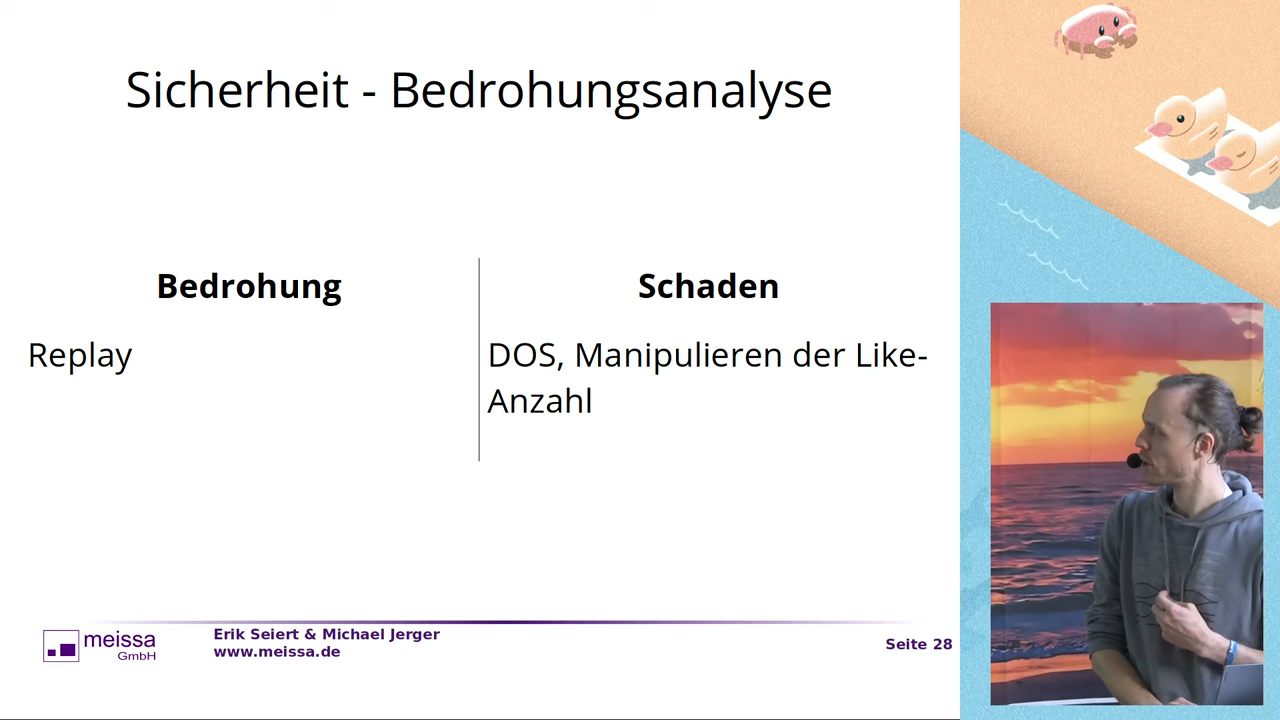 Sicherheit - Bedrohungsanalyse
Bedrohung
Schaden
Replay
DOS, Manipulieren der Like-
Anzahl
meissa
GmbH
Erik Seiert & Michael Jerger
www.meissa.de
Seite 28